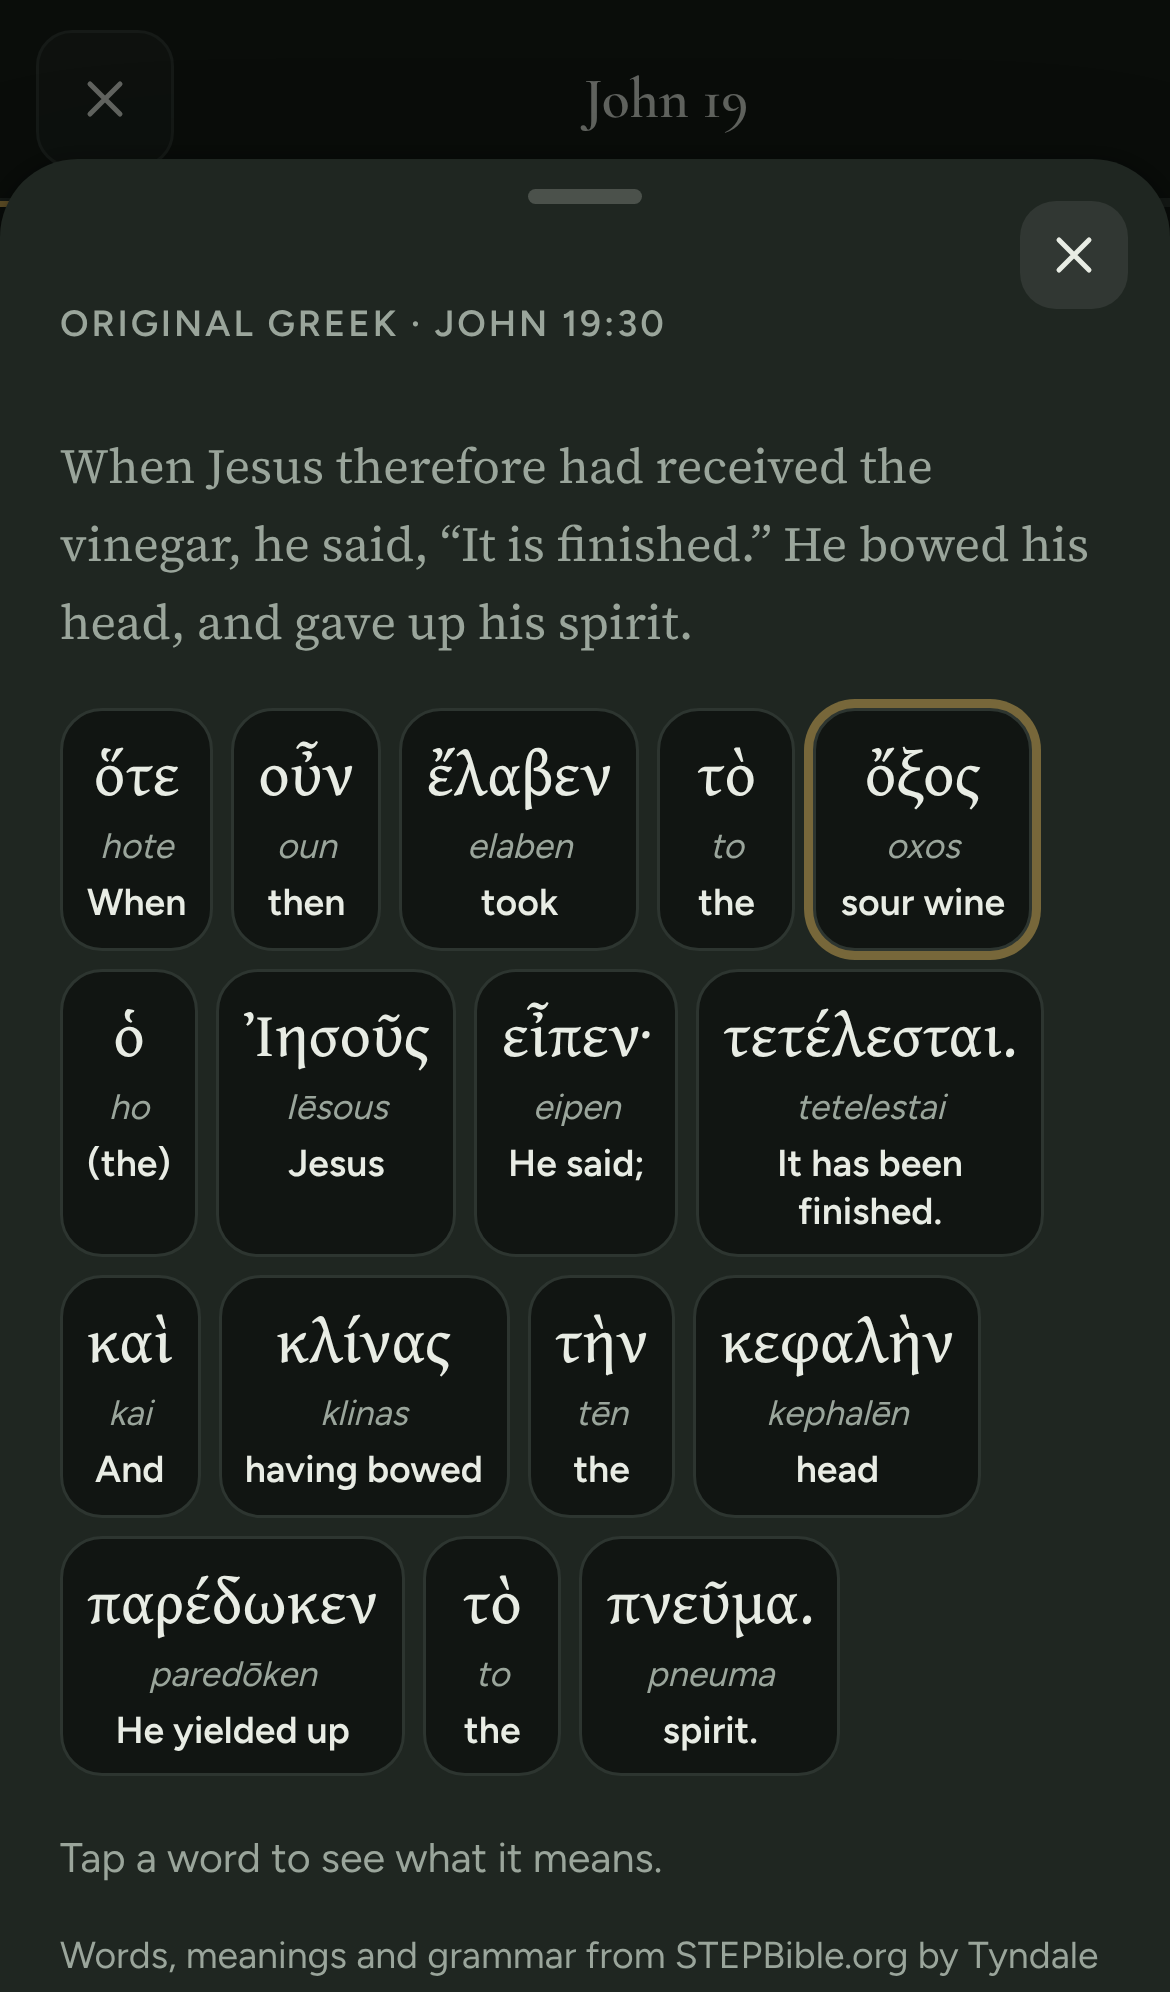 John 19
ORIGINAL GREEK · JOHN 19:30
When Jesus therefore had received the
vinegar, he said, “It is finished.” He bowed his
head, and gave up his spirit.
ὅτε οὖν ἔλαβεν τὸ ὄξος
hote oun elaben to oxos
When then took the sour wine
ὁ Ἰησοῦς εἶπεν· τετέλεσται.
ho Iēsous eipen tetelestai
(the) Jesus He said; It has been
finished.
καὶ κλίνας τὴν κεφαλὴν
kai klinas tēn kephalēn
And having bowed the head
παρέδωκεν τὸ πνεῦμα.
paredōken to pneuma
He yielded up the spirit.
Tap a word to see what it means.
Words, meanings and grammar from STEPBible.org by Tyndale